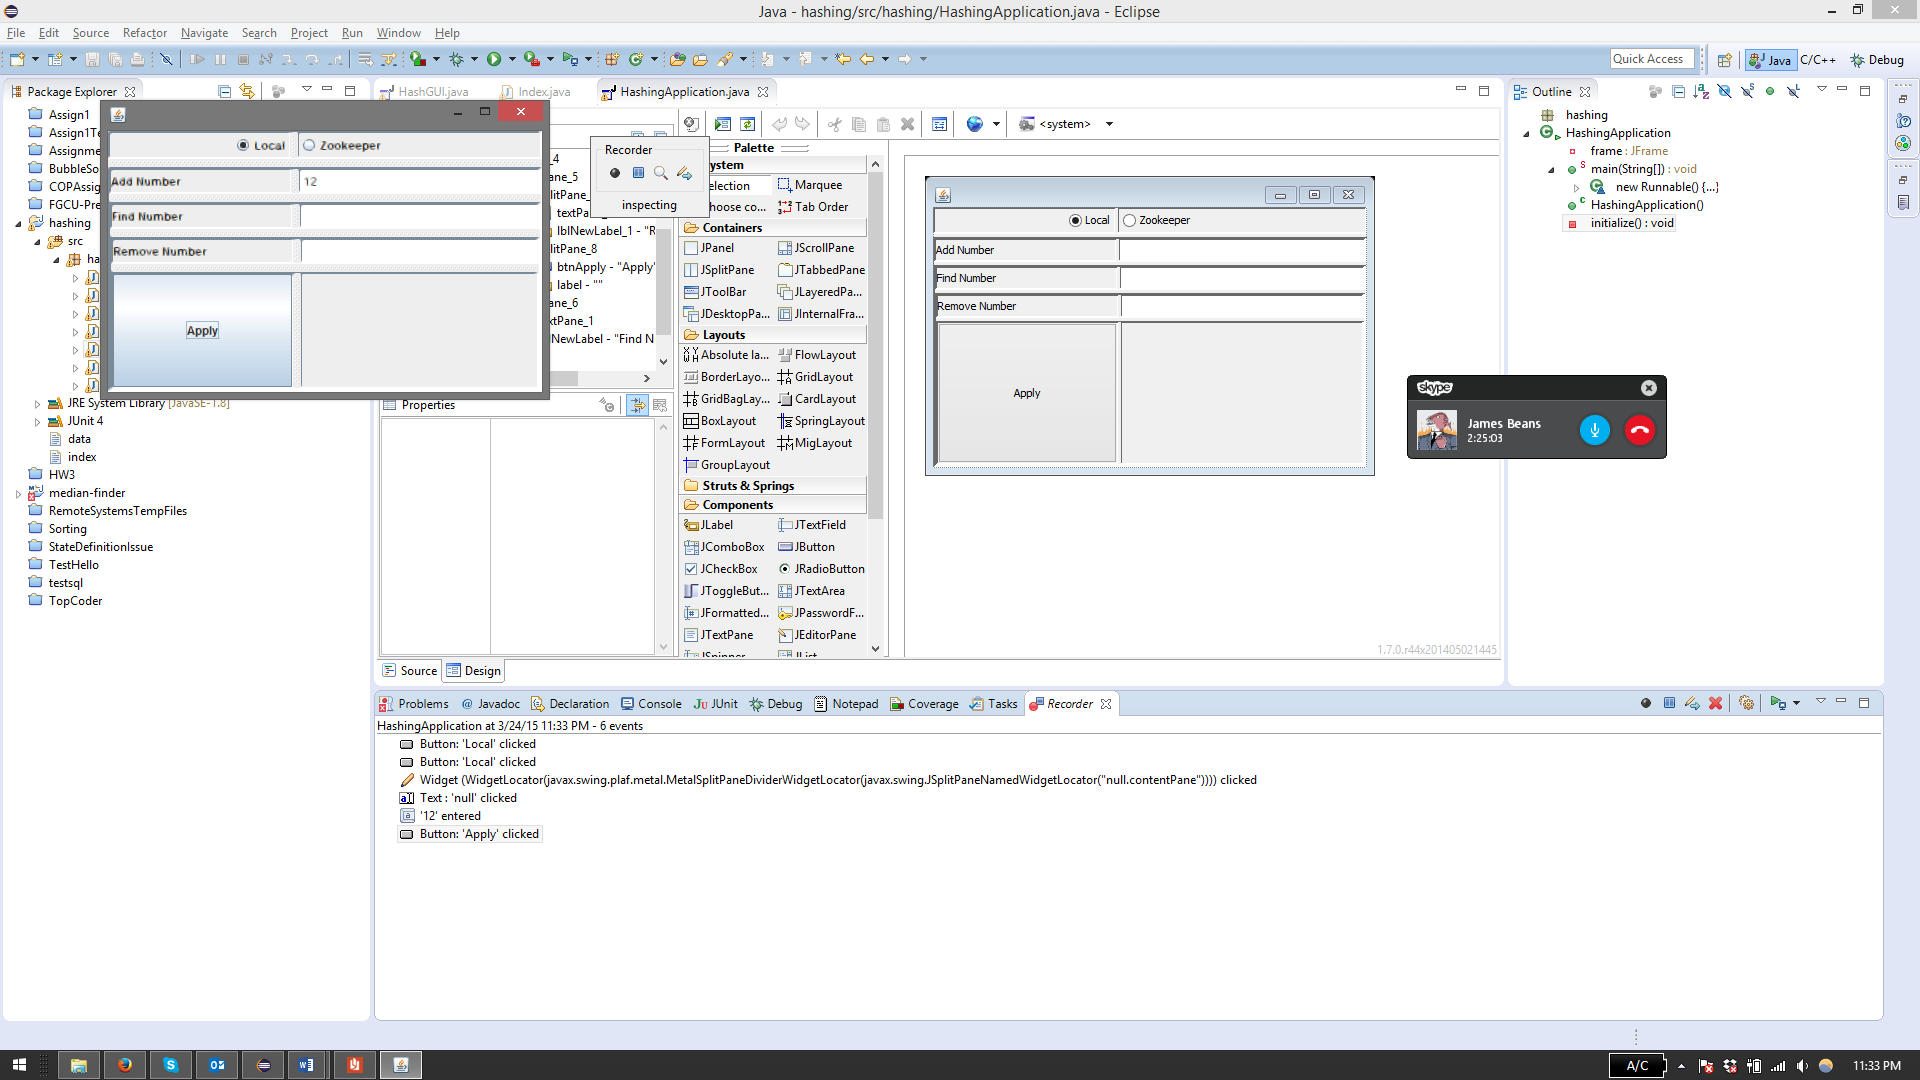 Java - hashing/src/hashing/HashingApplication.java - Eclipse
File Edit Source Refactor Navigate Search Project Run Window Help
Quick Access Java C/C++ Debug
Package Explorer
Assign1
Assign1Te
Assignme
BubbleSo
COPAssig
FGCU-Pre
hashing
src
ha
JRE System Library [JavaSE-1.8]
JUnit 4
data
index
HW3
median-finder
RemoteSystemsTempFiles
Sorting
StateDefinitionIssue
TestHello
testsql
TopCoder
Local Zookeeper
Add Number 12
Find Number
Remove Number
Apply
HashGUI.java Index.java HashingApplication.java
_4
ane_5
litPane_6
textPa
lblNewLabel_1 - "R
litPane_8
btnApply - "Apply"
label - ""
ane_6
xtPane_1
NewLabel - "Find N
Recorder
inspecting
Properties
<system>
Palette
ystem
election Marquee
hoose co... Tab Order
Containers
JPanel JScrollPane
JSplitPane JTabbedPane
JToolBar JLayeredPa...
JDesktopPa... JInternalFra...
Layouts
Absolute la... FlowLayout
BorderLayo... GridLayout
GridBagLay... CardLayout
BoxLayout SpringLayout
FormLayout MigLayout
GroupLayout
Struts & Springs
Components
JLabel JTextField
JComboBox JButton
JCheckBox JRadioButton
JToggleBut... JTextArea
JFormatted... JPasswordF...
JTextPane JEditorPane
JSpinner JList
Local Zookeeper
Add Number
Find Number
Remove Number
Apply
1.7.0.r44x201405021445
Source Design
skype
James Beans
2:25:03
Outline
hashing
HashingApplication
frame : JFrame
main(String[]) : void
new Runnable() {...}
HashingApplication()
initialize() : void
Problems @ Javadoc Declaration Console JUnit Debug Notepad Coverage Tasks Recorder
HashingApplication at 3/24/15 11:33 PM - 6 events
Button: 'Local' clicked
Button: 'Local' clicked
Widget (WidgetLocator(javax.swing.plaf.metal.MetalSplitPaneDividerWidgetLocator(javax.swing.JSplitPaneNamedWidgetLocator("null.contentPane")))) clicked
Text : 'null' clicked
'12' entered
Button: 'Apply' clicked
A/C 11:33 PM